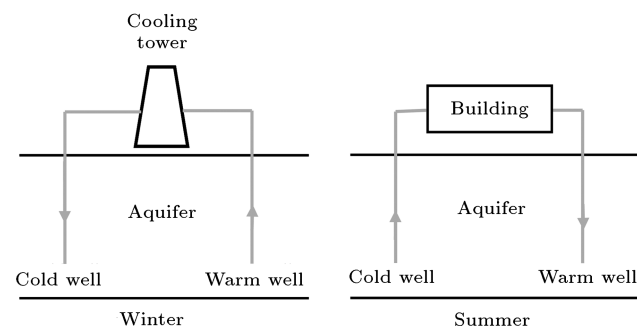 Cooling
tower
Building
Aquifer
Aquifer
Cold well
Warm well
Cold well
Warm well
Winter
Summer